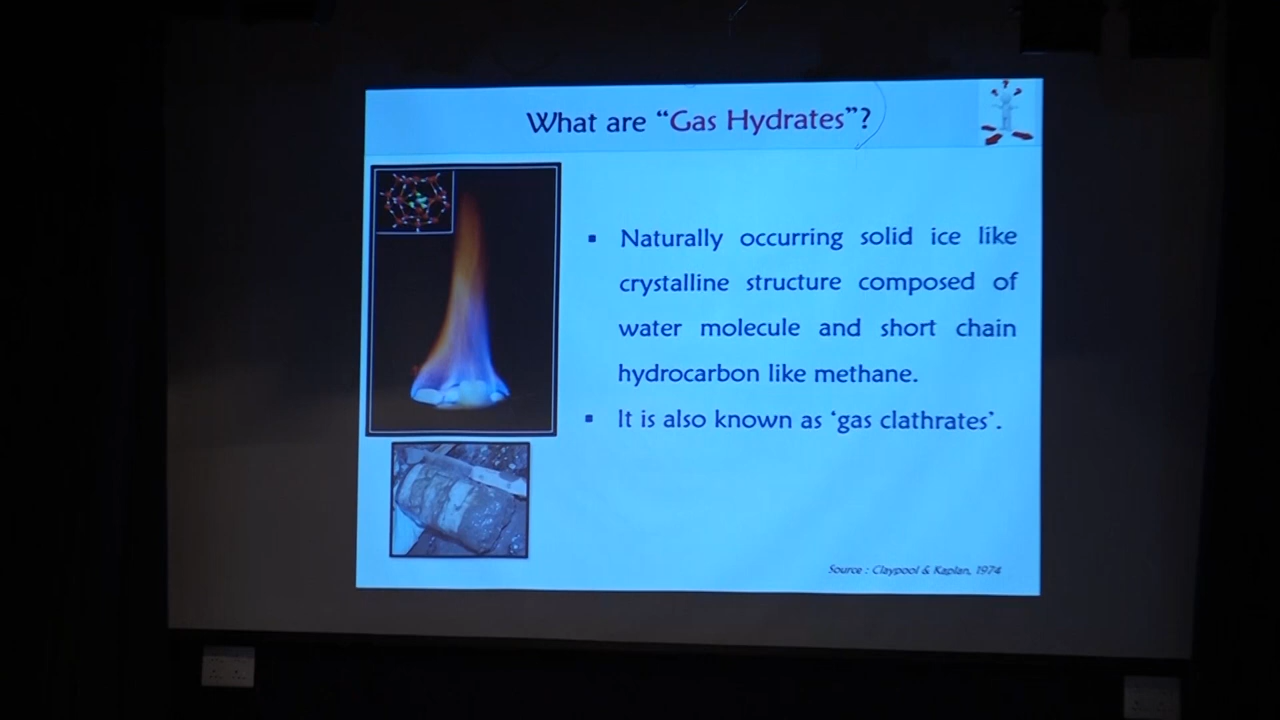 What are “Gas Hydrates”?
▪ Naturally occurring solid ice like
crystalline structure composed of
water molecule and short chain
hydrocarbon like methane.
▪ It is also known as ‘gas clathrates’.
Source : Claypool & Kaplan, 1974